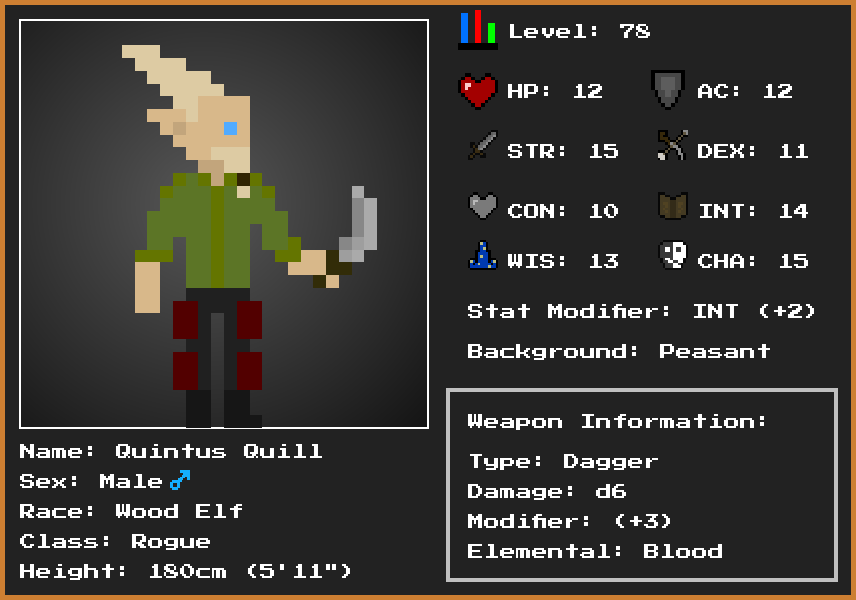 Level: 78
HP: 12 AC: 12
STR: 15 DEX: 11
CON: 10 INT: 14
WIS: 13 CHA: 15
Stat Modifier: INT (+2)
Background: Peasant
Weapon Information:
Type: Dagger
Damage: d6
Modifier: (+3)
Elemental: Blood
Name: Quintus Quill
Sex: Male ♂
Race: Wood Elf
Class: Rogue
Height: 180cm (5'11")